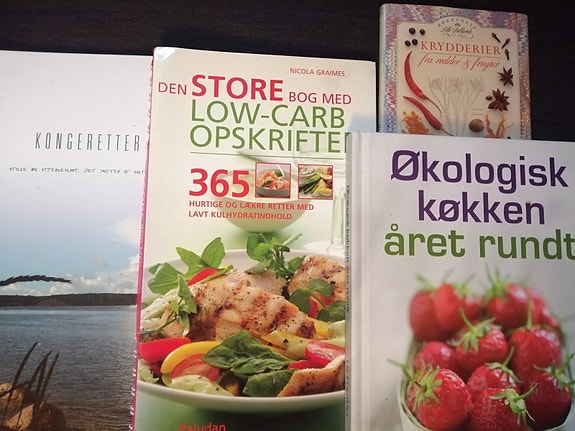 KONGERETTER
NICOLA GRAIMES
DEN STORE BOG MED
LOW-CARB
OPSKRIFTER
365
HURTIGE OG LÆKRE RETTER MED
LAVT KULHYDRATINDHOLD
Paludan
KRYDDERIER
fra rødder & frugter
Økologisk
køkken
året rundt